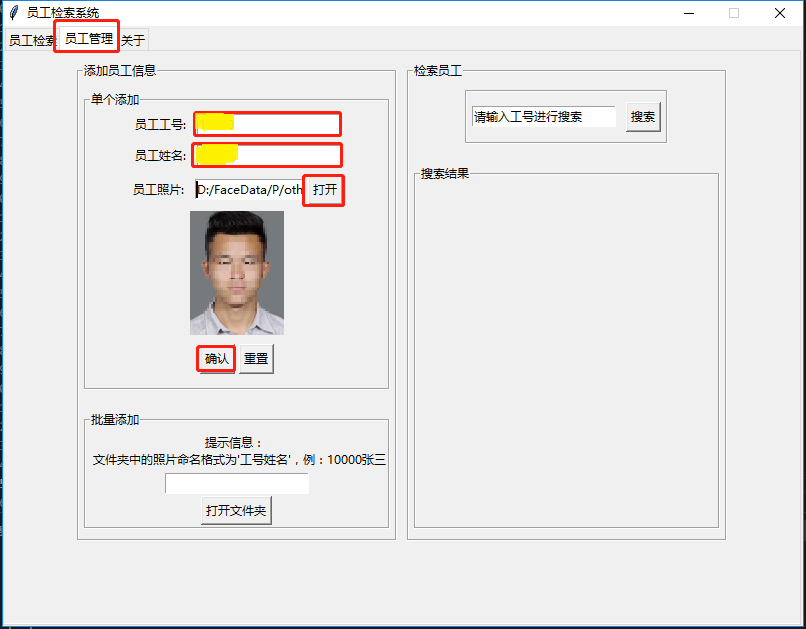 员工检索系统
员工检索 员工管理 关于
添加员工信息
单个添加
员工工号:
员工姓名:
员工照片: D:/FaceData/P/oth 打开
确认 重置
批量添加
提示信息：
文件夹中的照片命名格式为'工号姓名'，例：10000张三
打开文件夹
检索员工
请输入工号进行搜索 搜索
搜索结果